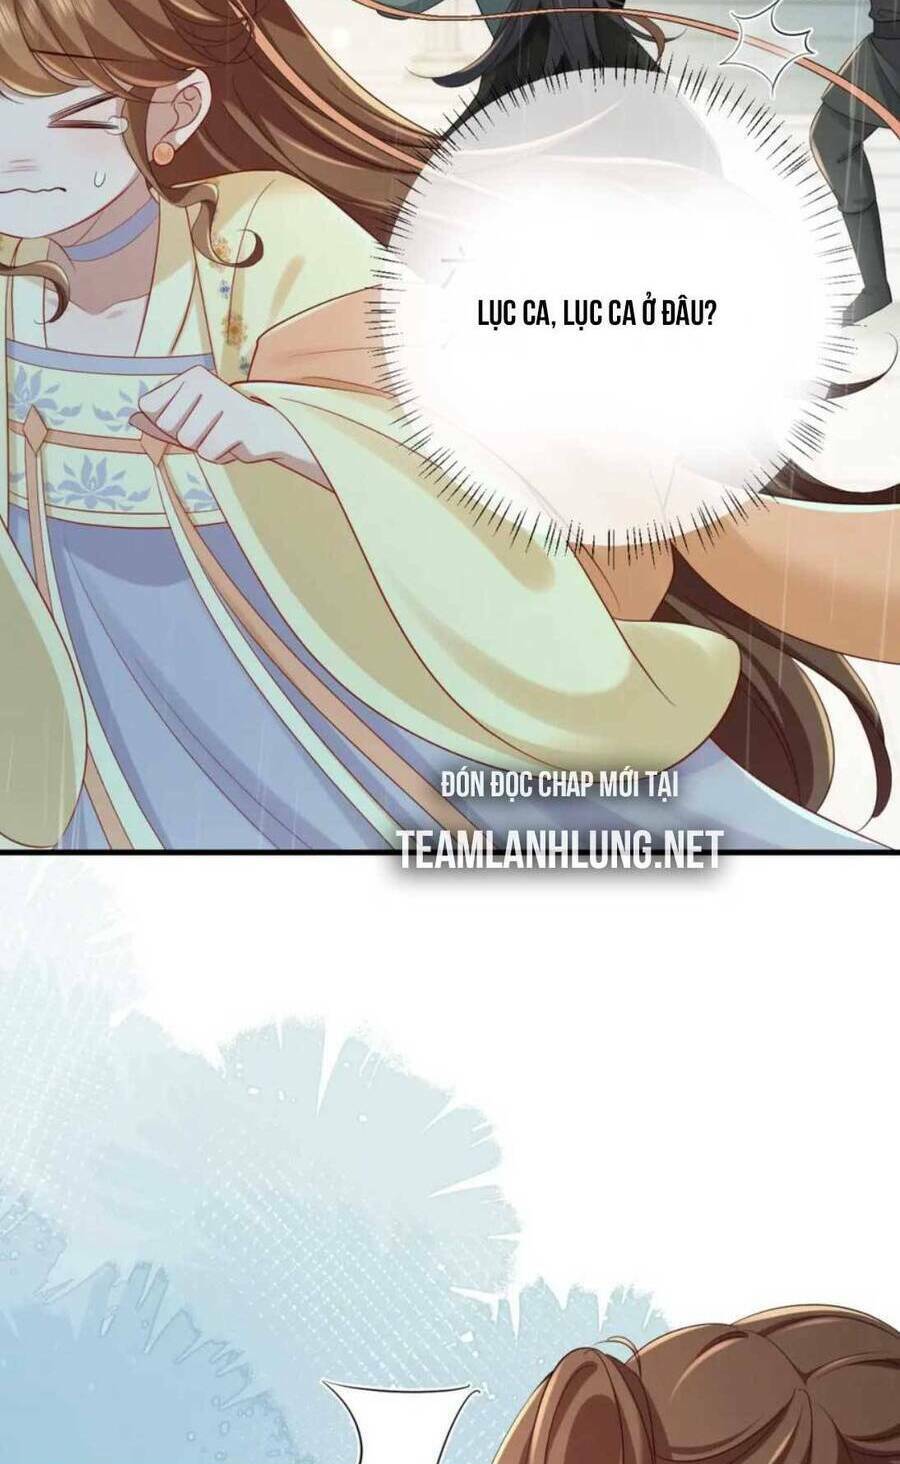 LỤC CA, LỤC CA Ở ĐÂU?
ĐÓN ĐỌC CHAP MỚI TẠI
TEAMLANHLUNG.NET